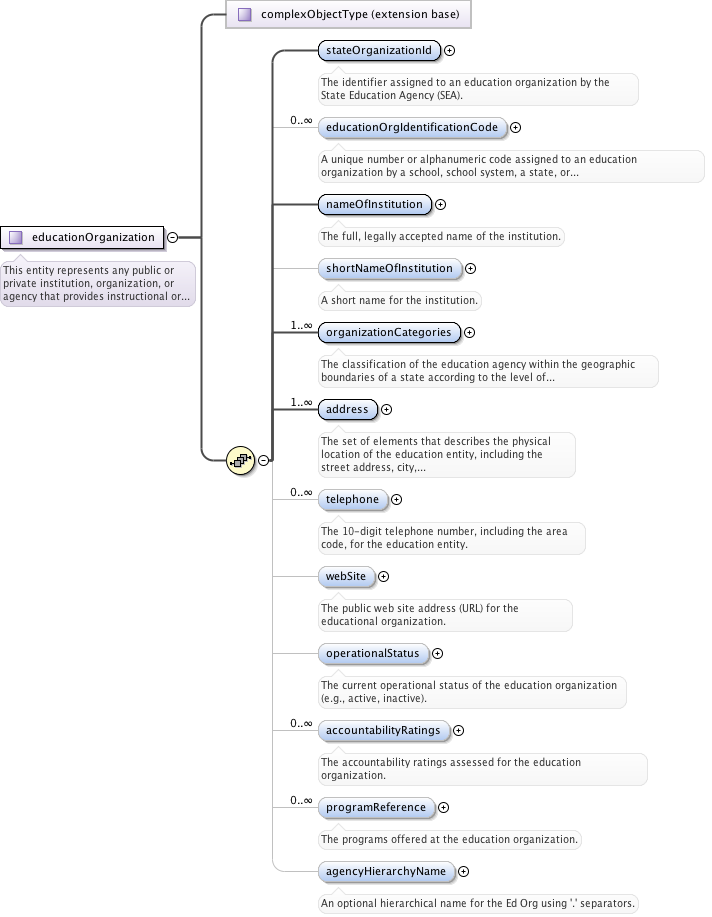 complexObjectType (extension base)
stateOrganizationId
The identifier assigned to an education organization by the
State Education Agency (SEA).
0..∞
educationOrgIdentificationCode
A unique number or alphanumeric code assigned to an education
organization by a school, school system, a state, or...
nameOfInstitution
The full, legally accepted name of the institution.
educationOrganization
This entity represents any public or
private institution, organization, or
agency that provides instructional or...
shortNameOfInstitution
A short name for the institution.
1..∞
organizationCategories
The classification of the education agency within the geographic
boundaries of a state according to the level of...
1..∞
address
The set of elements that describes the physical
location of the education entity, including the
street address, city,...
0..∞
telephone
The 10-digit telephone number, including the area
code, for the education entity.
webSite
The public web site address (URL) for the
educational organization.
operationalStatus
The current operational status of the education organization
(e.g., active, inactive).
0..∞
accountabilityRatings
The accountability ratings assessed for the education
organization.
0..∞
programReference
The programs offered at the education organization.
agencyHierarchyName
An optional hierarchical name for the Ed Org using '.' separators.